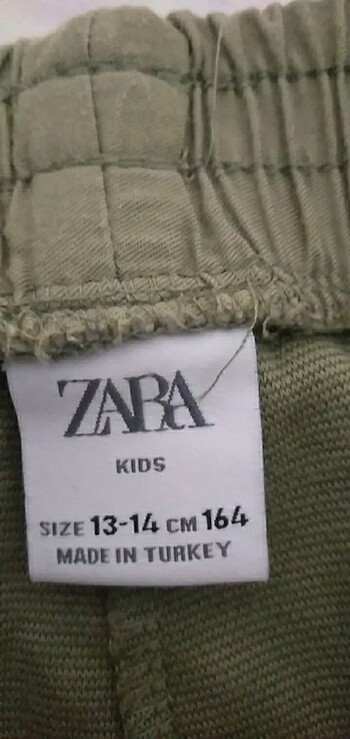 ZARA
KIDS
SIZE 13-14 CM 164
MADE IN TURKEY